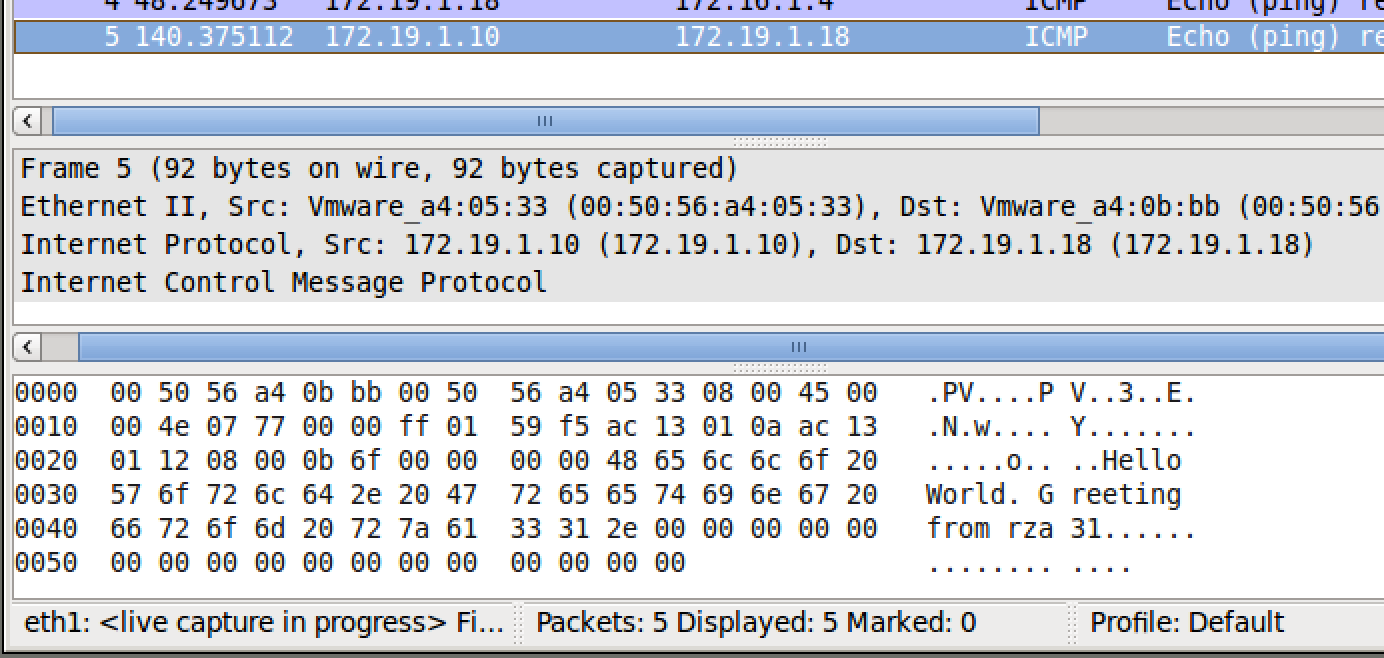 4 48.249673 172.19.1.18 172.16.1.4 ICMP Echo (ping) re
5 140.375112 172.19.1.10 172.19.1.18 ICMP Echo (ping) re
Frame 5 (92 bytes on wire, 92 bytes captured)
Ethernet II, Src: Vmware_a4:05:33 (00:50:56:a4:05:33), Dst: Vmware_a4:0b:bb (00:50:56
Internet Protocol, Src: 172.19.1.10 (172.19.1.10), Dst: 172.19.1.18 (172.19.1.18)
Internet Control Message Protocol
0000 00 50 56 a4 0b bb 00 50 56 a4 05 33 08 00 45 00 .PV....P V..3..E.
0010 00 4e 07 77 00 00 ff 01 59 f5 ac 13 01 0a ac 13 .N.w.... Y.......
0020 01 12 08 00 0b 6f 00 00 00 00 48 65 6c 6c 6f 20 .....o.. ..Hello
0030 57 6f 72 6c 64 2e 20 47 72 65 65 74 69 6e 67 20 World. G reeting
0040 66 72 6f 6d 20 72 7a 61 33 31 2e 00 00 00 00 00 from rza 31......
0050 00 00 00 00 00 00 00 00 00 00 00 00 ........ ....
eth1: <live capture in progress> Fi... Packets: 5 Displayed: 5 Marked: 0 Profile: Default